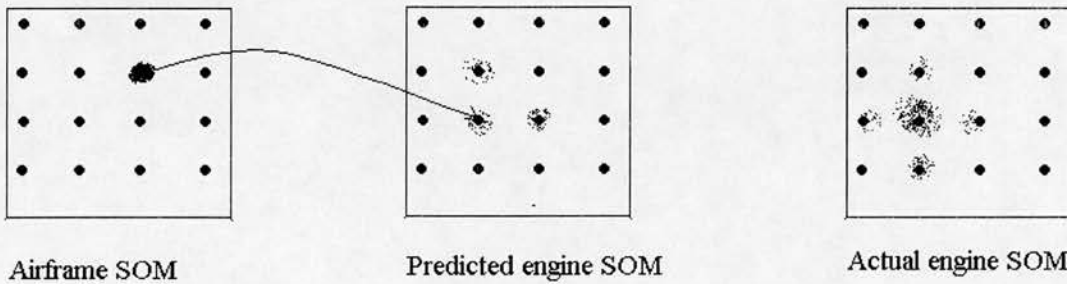 Airframe SOM
Predicted engine SOM
Actual engine SOM